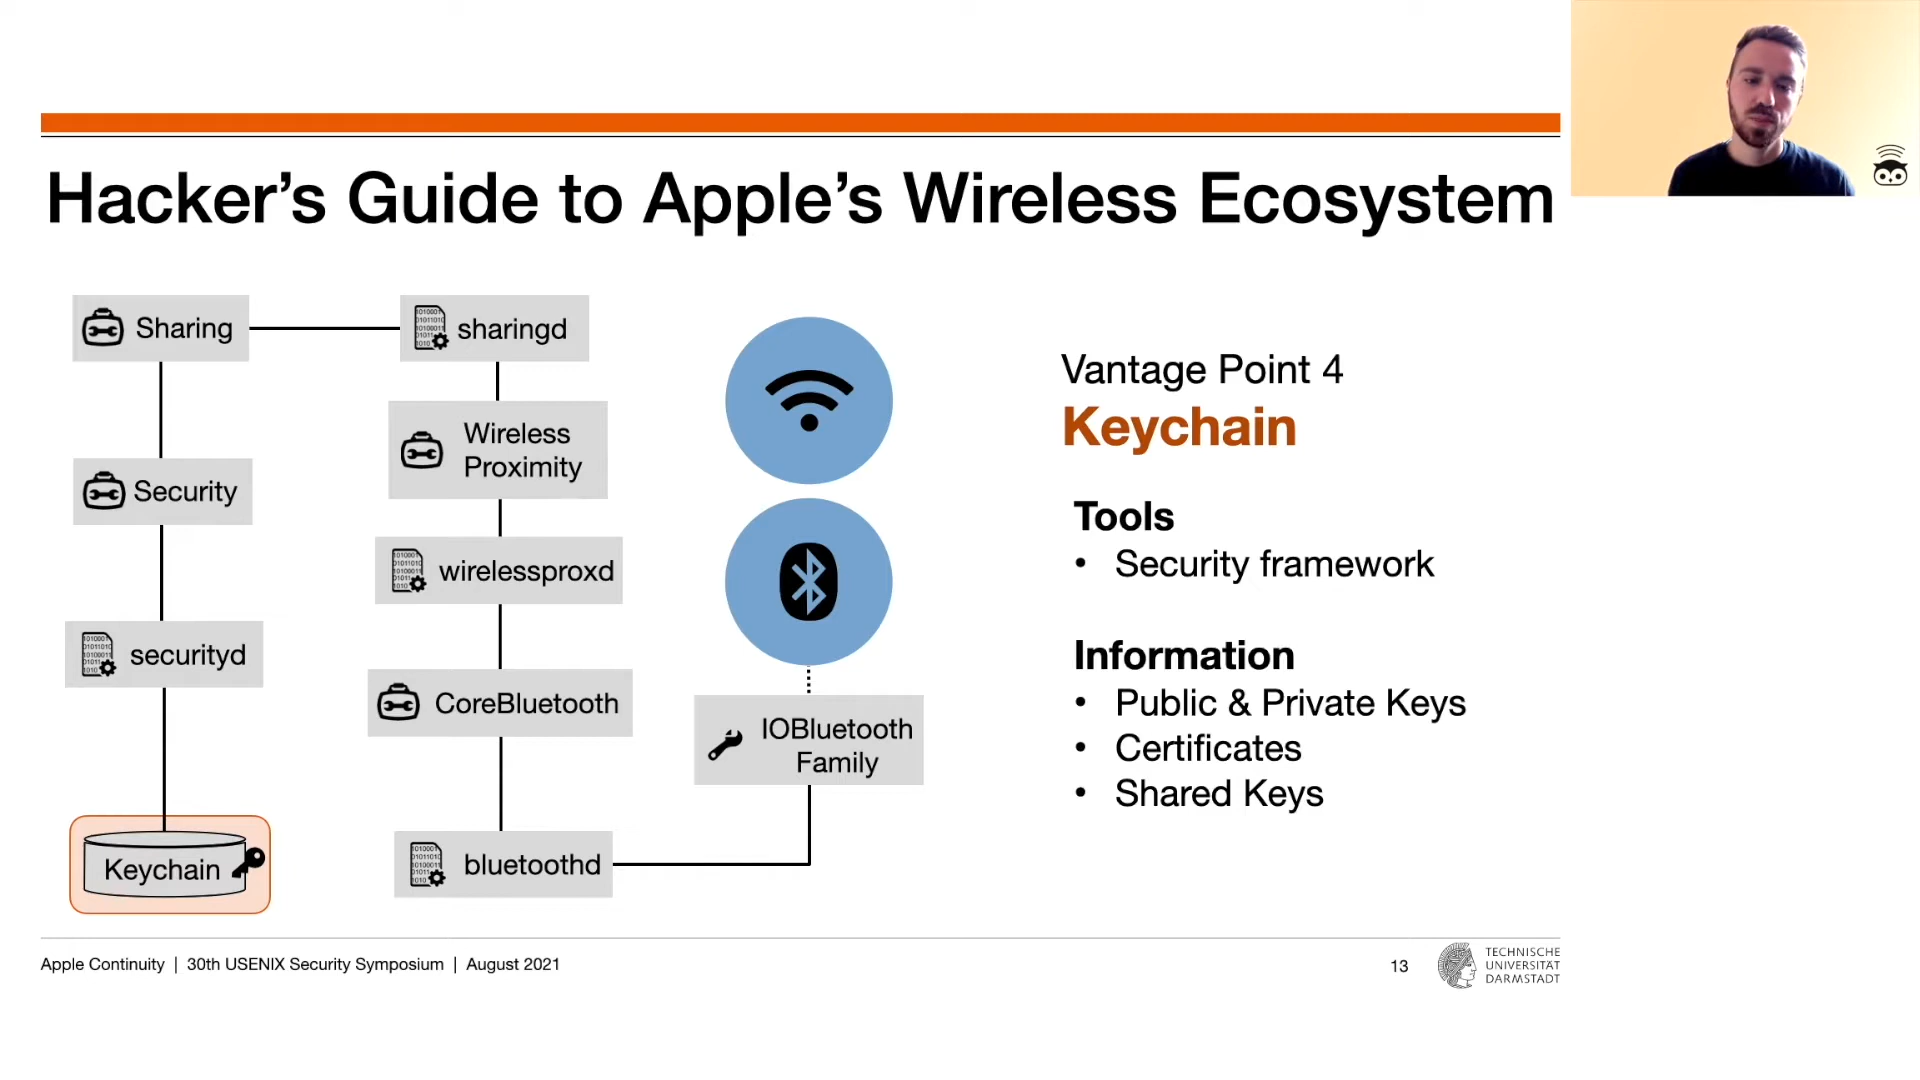 Hacker’s Guide to Apple’s Wireless Ecosystem
Sharing
sharingd
Wireless
Proximity
Security
wirelessproxd
securityd
CoreBluetooth
IOBluetooth
Family
Keychain
bluetoothd
Vantage Point 4
Keychain
Tools
• Security framework
Information
• Public & Private Keys
• Certificates
• Shared Keys
Apple Continuity | 30th USENIX Security Symposium | August 2021
13
TECHNISCHE
UNIVERSITÄT
DARMSTADT